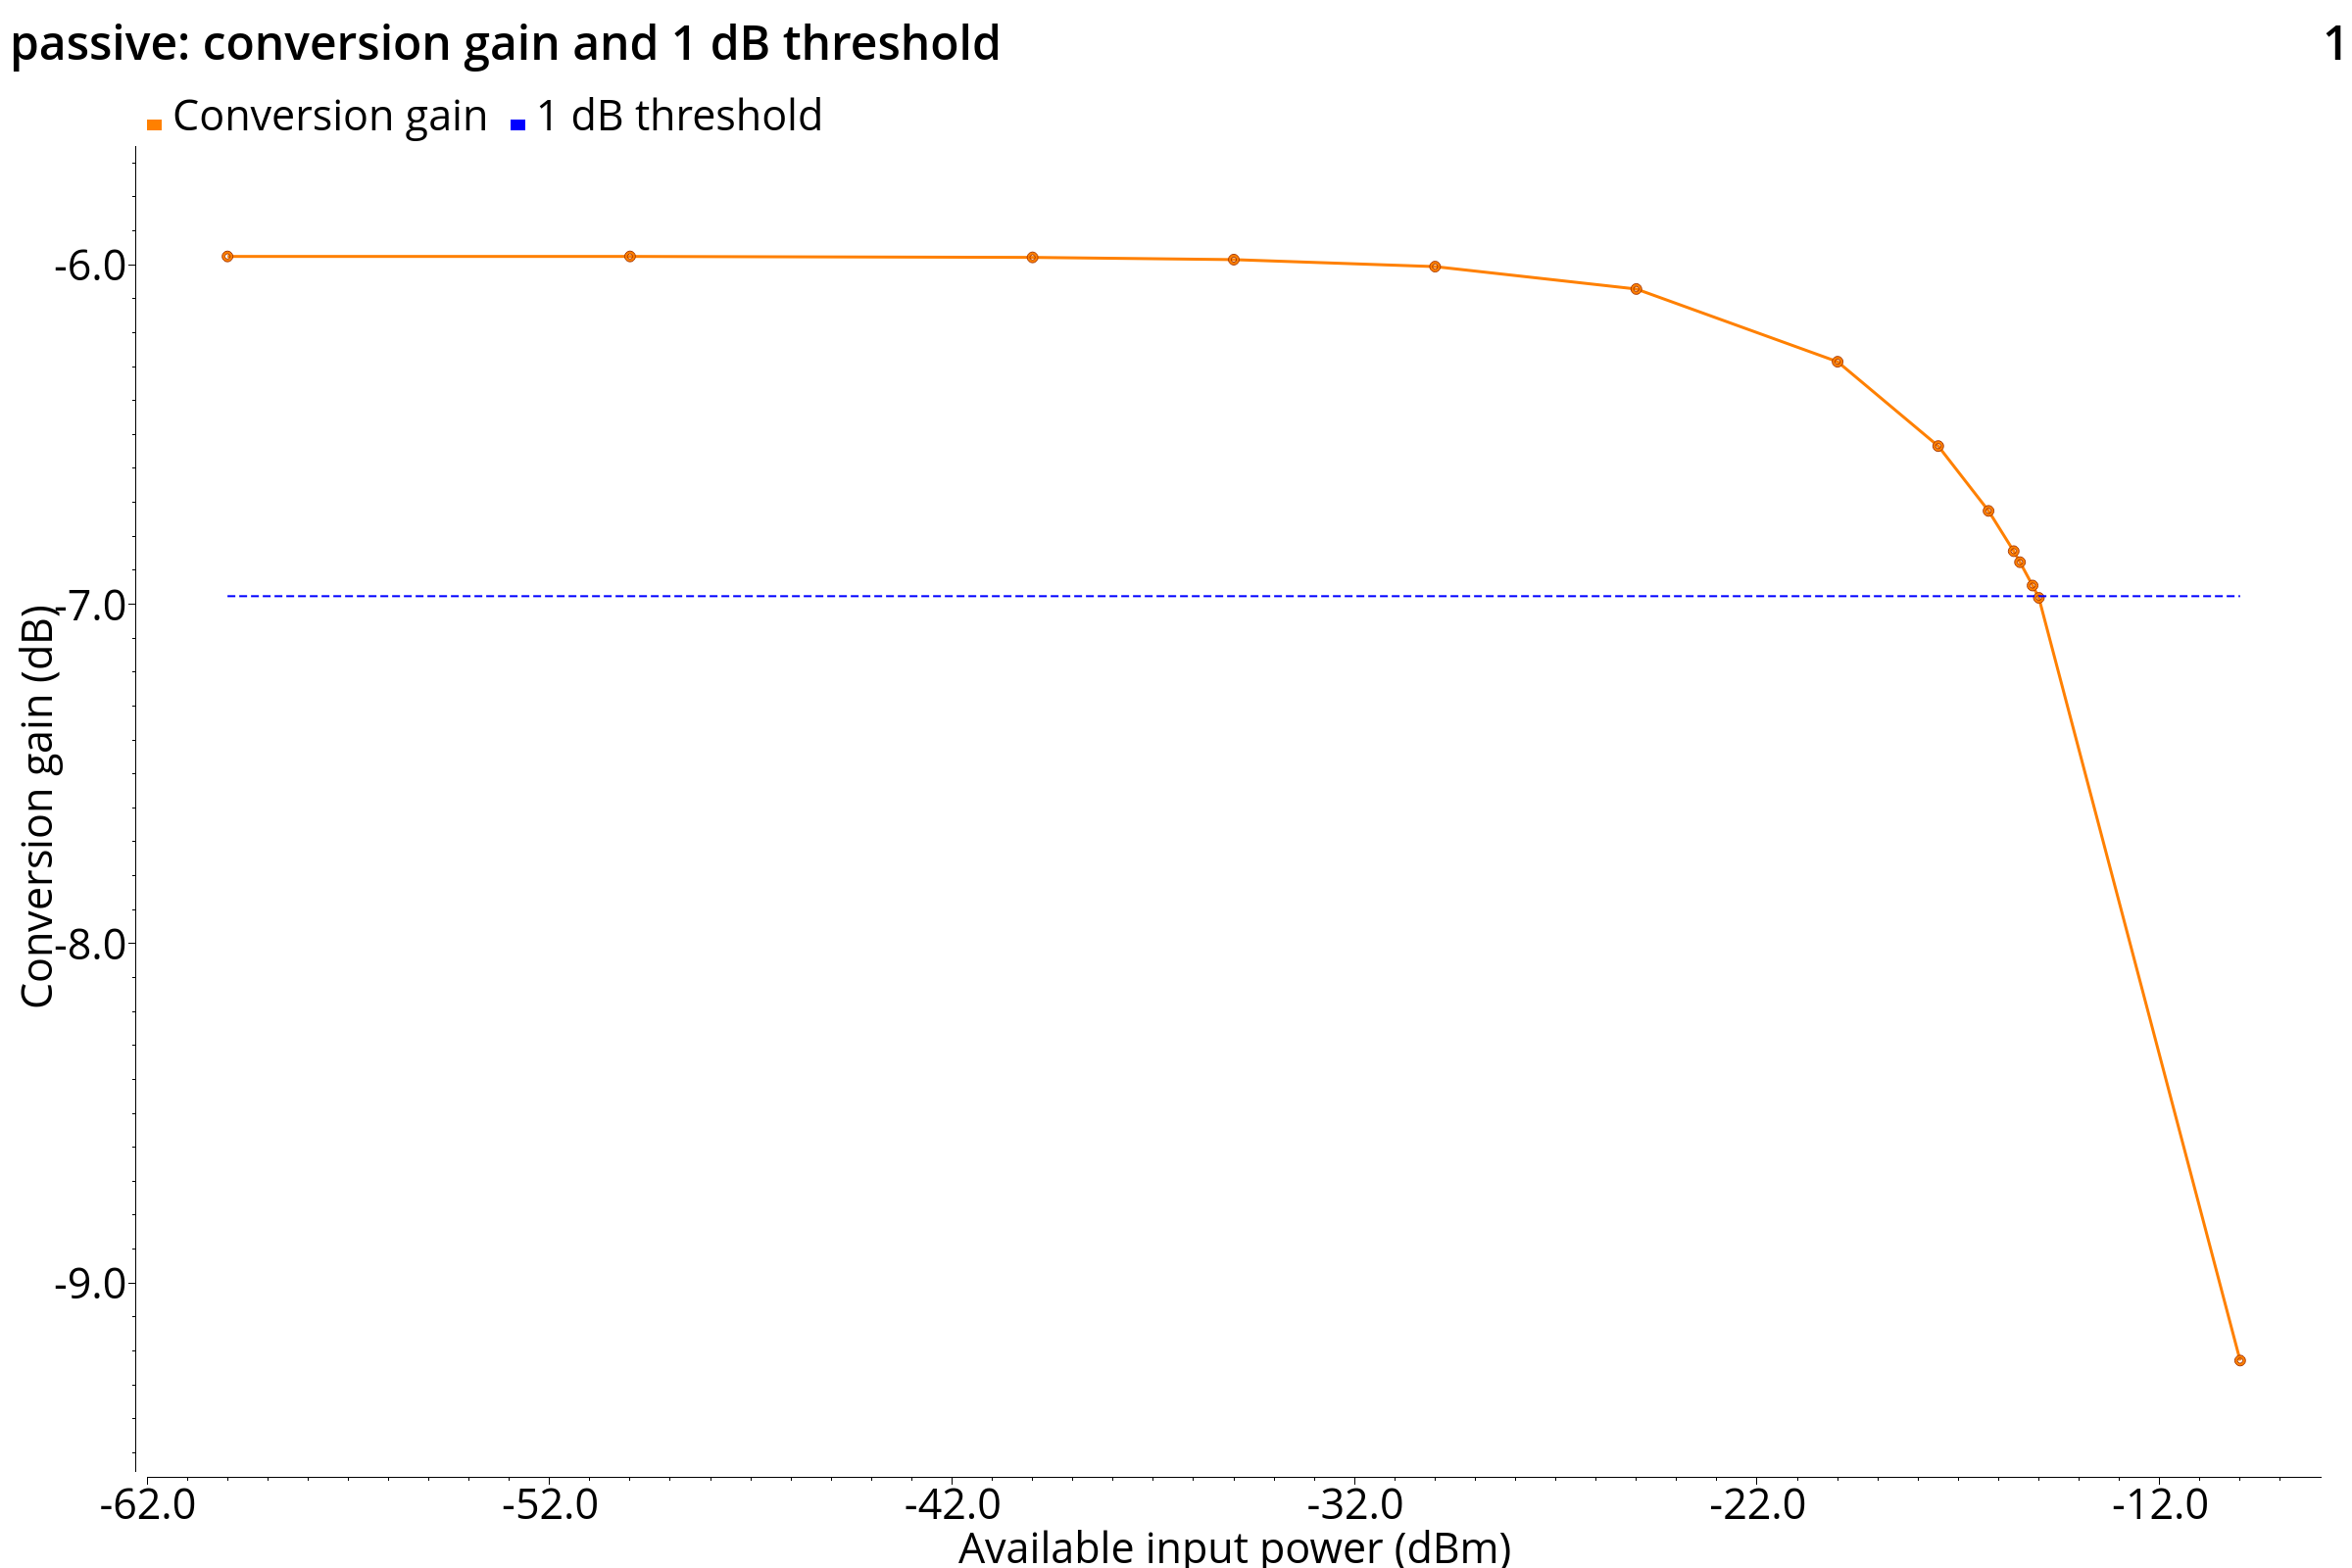 passive: conversion gain and 1 dB threshold 1
Conversion gain 1 dB threshold
-6.0
-7.0
-8.0
-9.0
Conversion gain (dB)
-62.0 -52.0 -42.0 -32.0 -22.0 -12.0
Available input power (dBm)